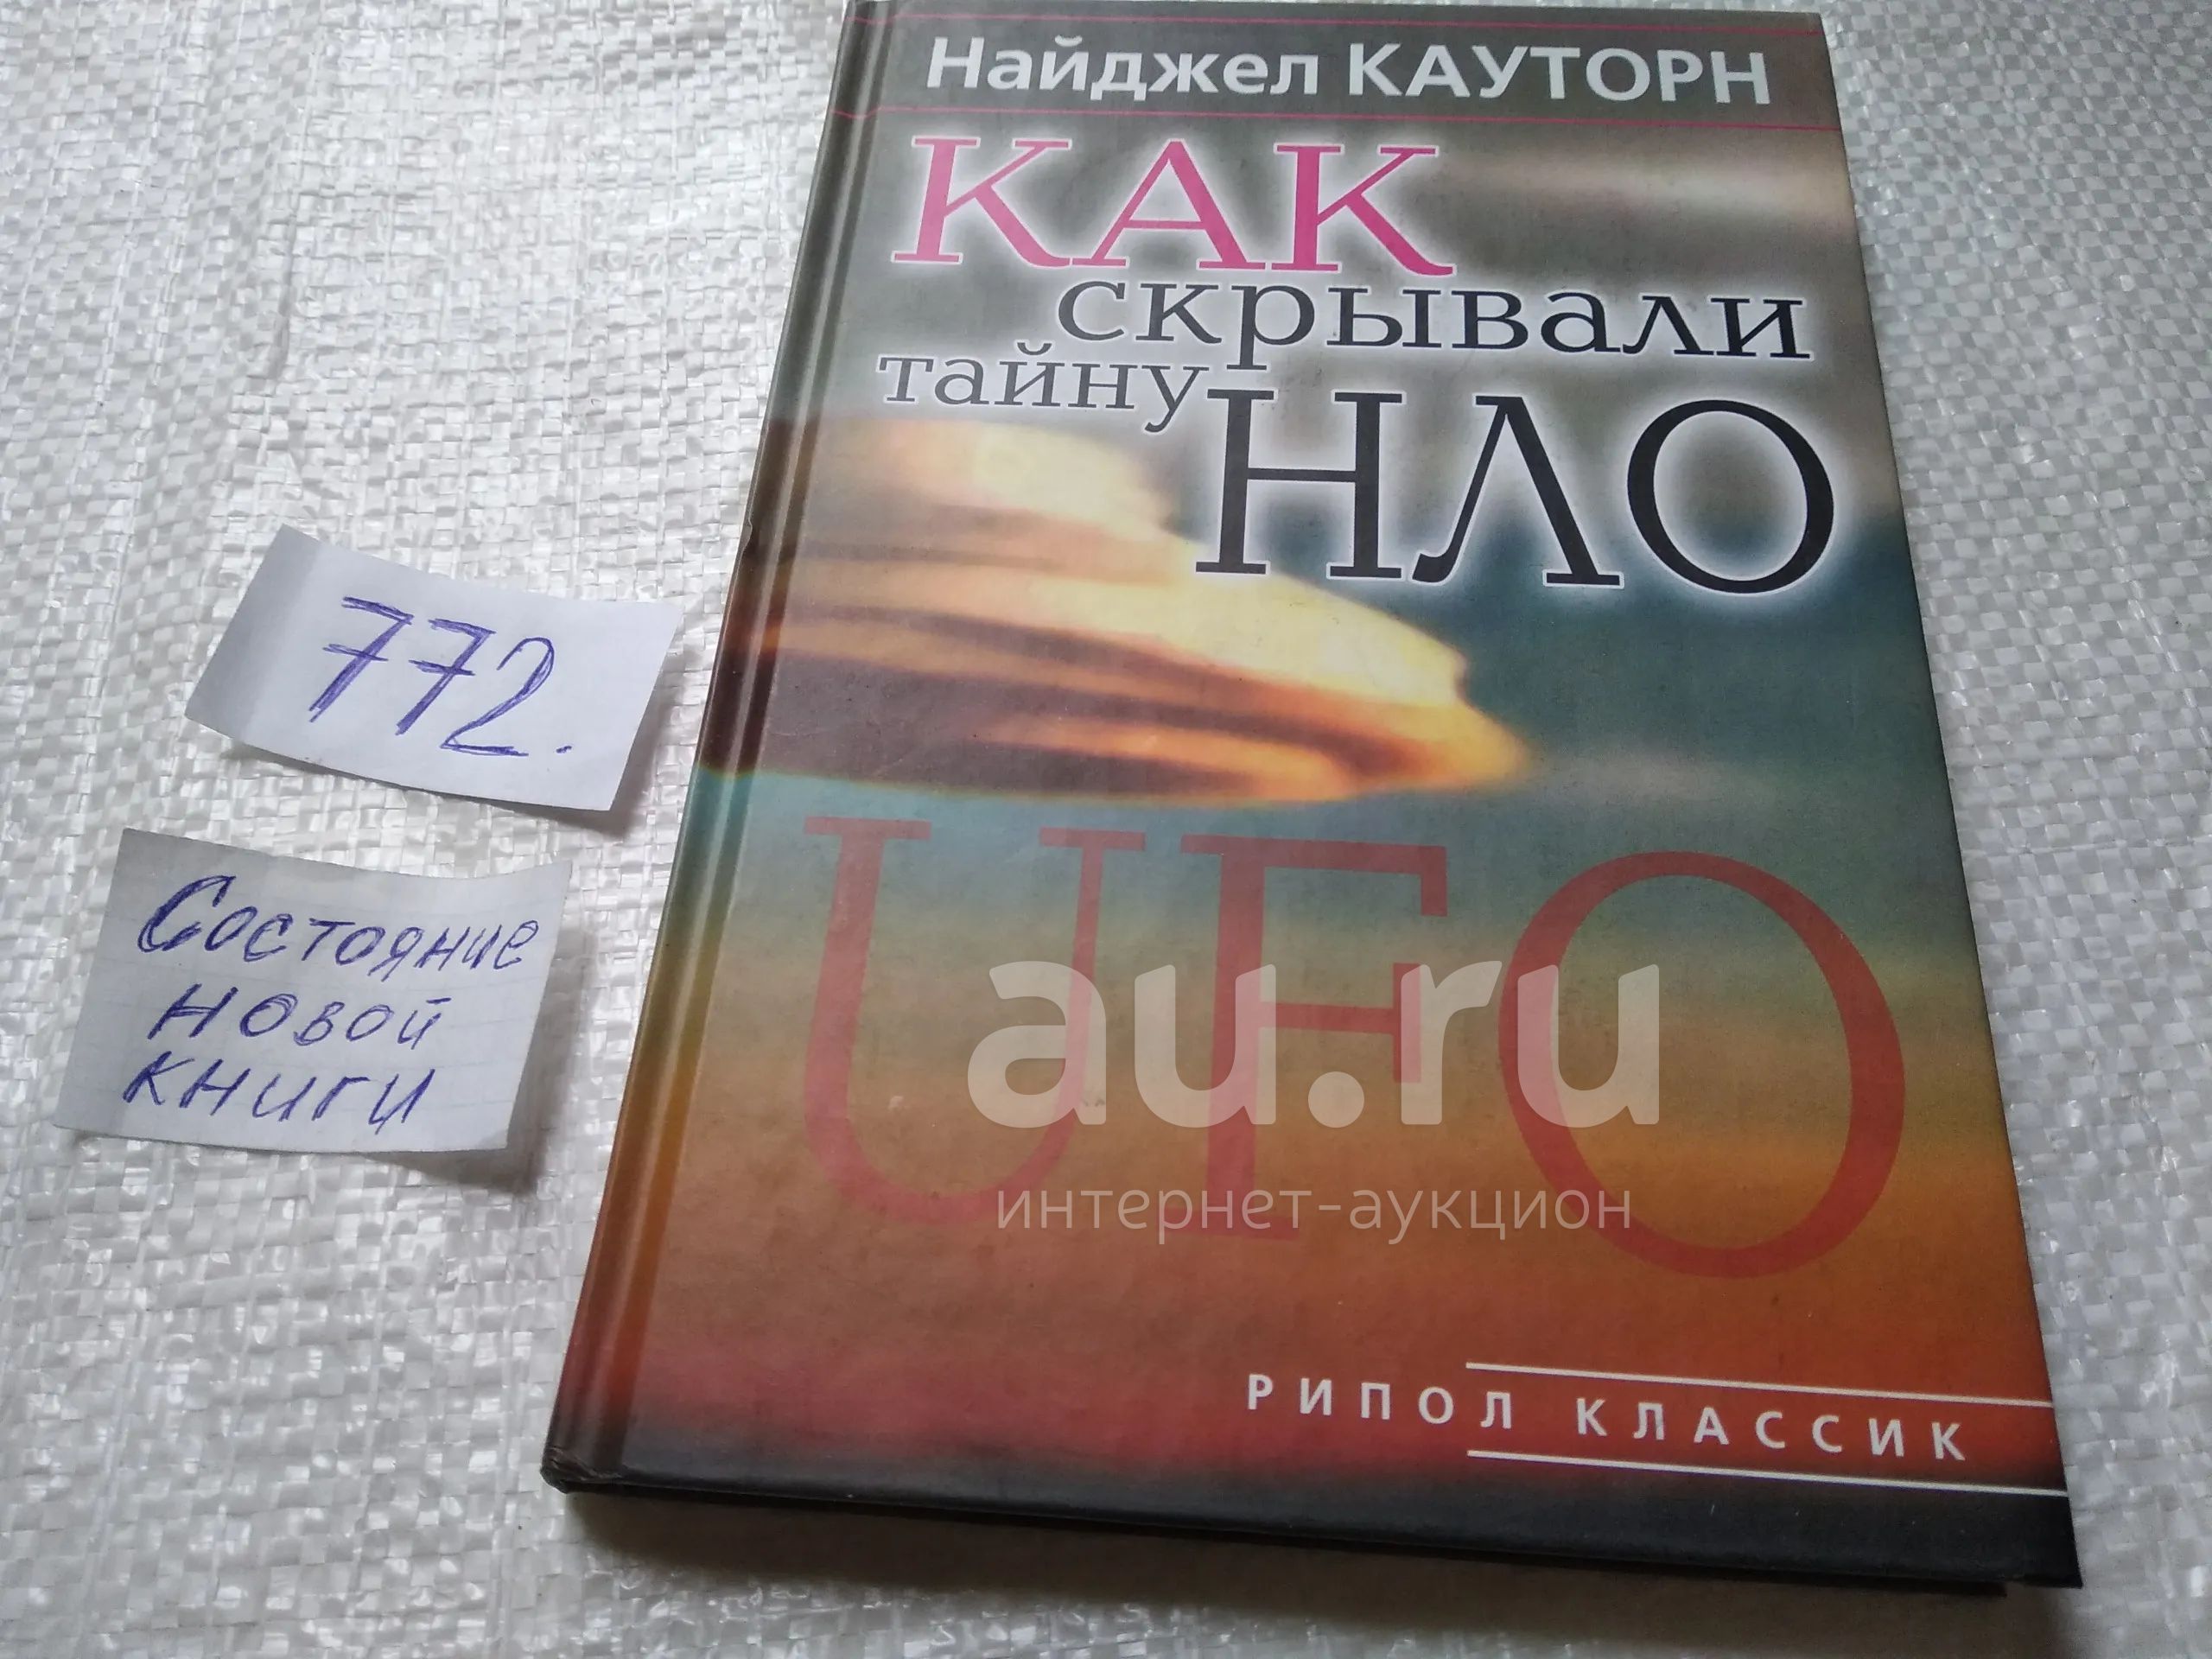 Найджел КАУТОРН
КАК
скрывали
тайну НЛО
UFO
РИПОЛ КЛАССИК
772.
Состояние
новой
книги
au.ru
интернет-аукцион